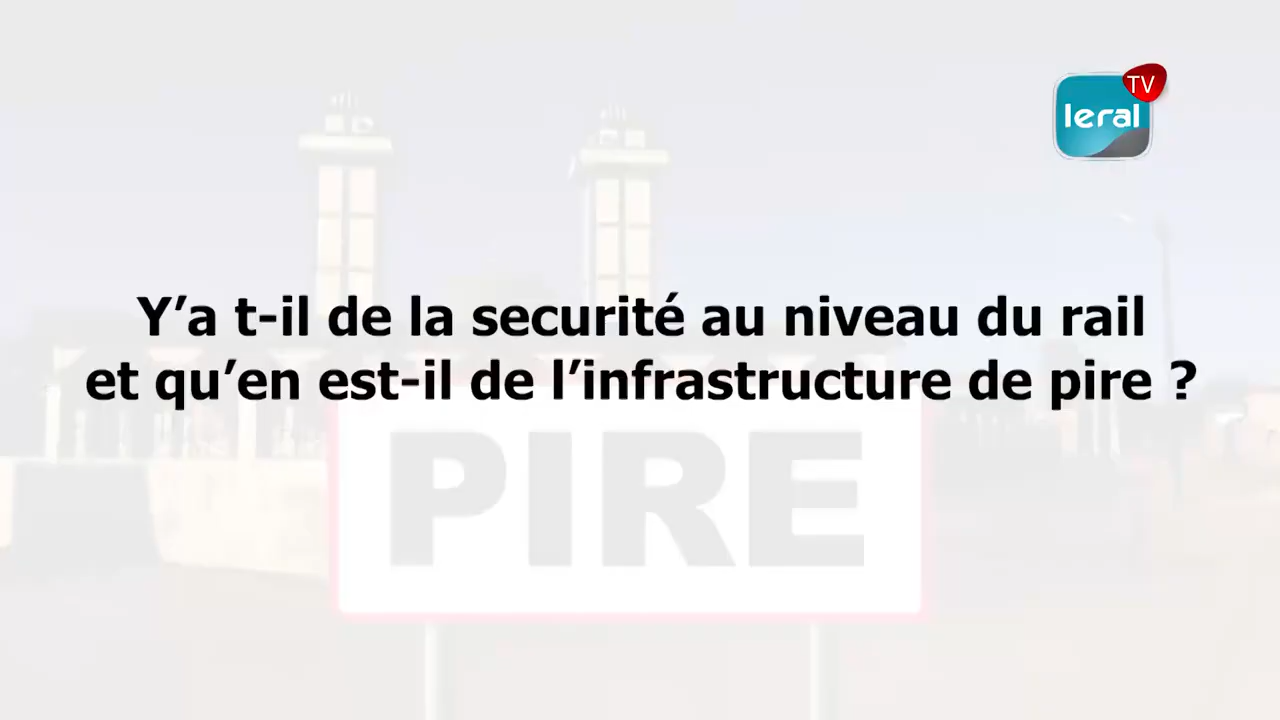 TV
leral
Y’a t-il de la securité au niveau du rail
et qu’en est-il de l’infrastructure de pire ?
PIRE